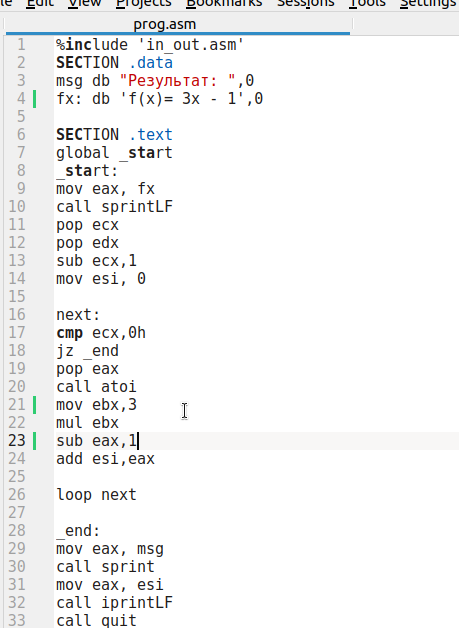 Edit View Projects Bookmarks Sessions Tools Settings
prog.asm
1 %include 'in_out.asm'
2 SECTION .data
3 msg db "Результат: ",0
4 fx: db 'f(x)= 3x - 1',0
5
6 SECTION .text
7 global _start
8 _start:
9 mov eax, fx
10 call sprintLF
11 pop ecx
12 pop edx
13 sub ecx,1
14 mov esi, 0
15
16 next:
17 cmp ecx,0h
18 jz _end
19 pop eax
20 call atoi
21 mov ebx,3
22 mul ebx
23 sub eax,1
24 add esi,eax
25
26 loop next
27
28 _end:
29 mov eax, msg
30 call sprint
31 mov eax, esi
32 call iprintLF
33 call quit